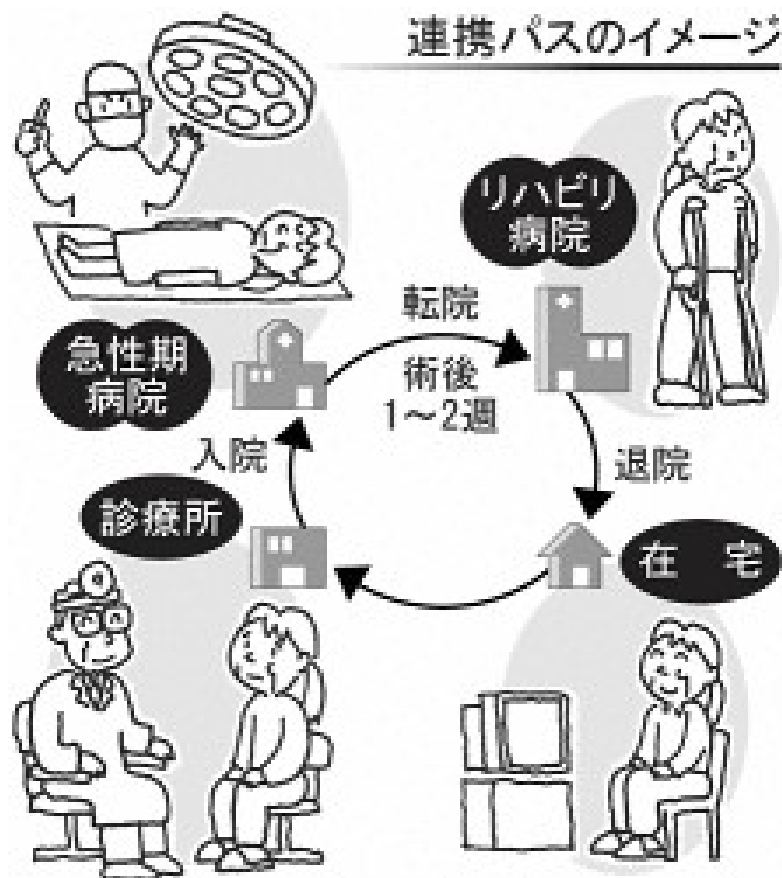 連携パスのイメージ
リハビリ
病院
転院
術後
1～2週
急性期
病院
入院
退院
診療所
在　宅